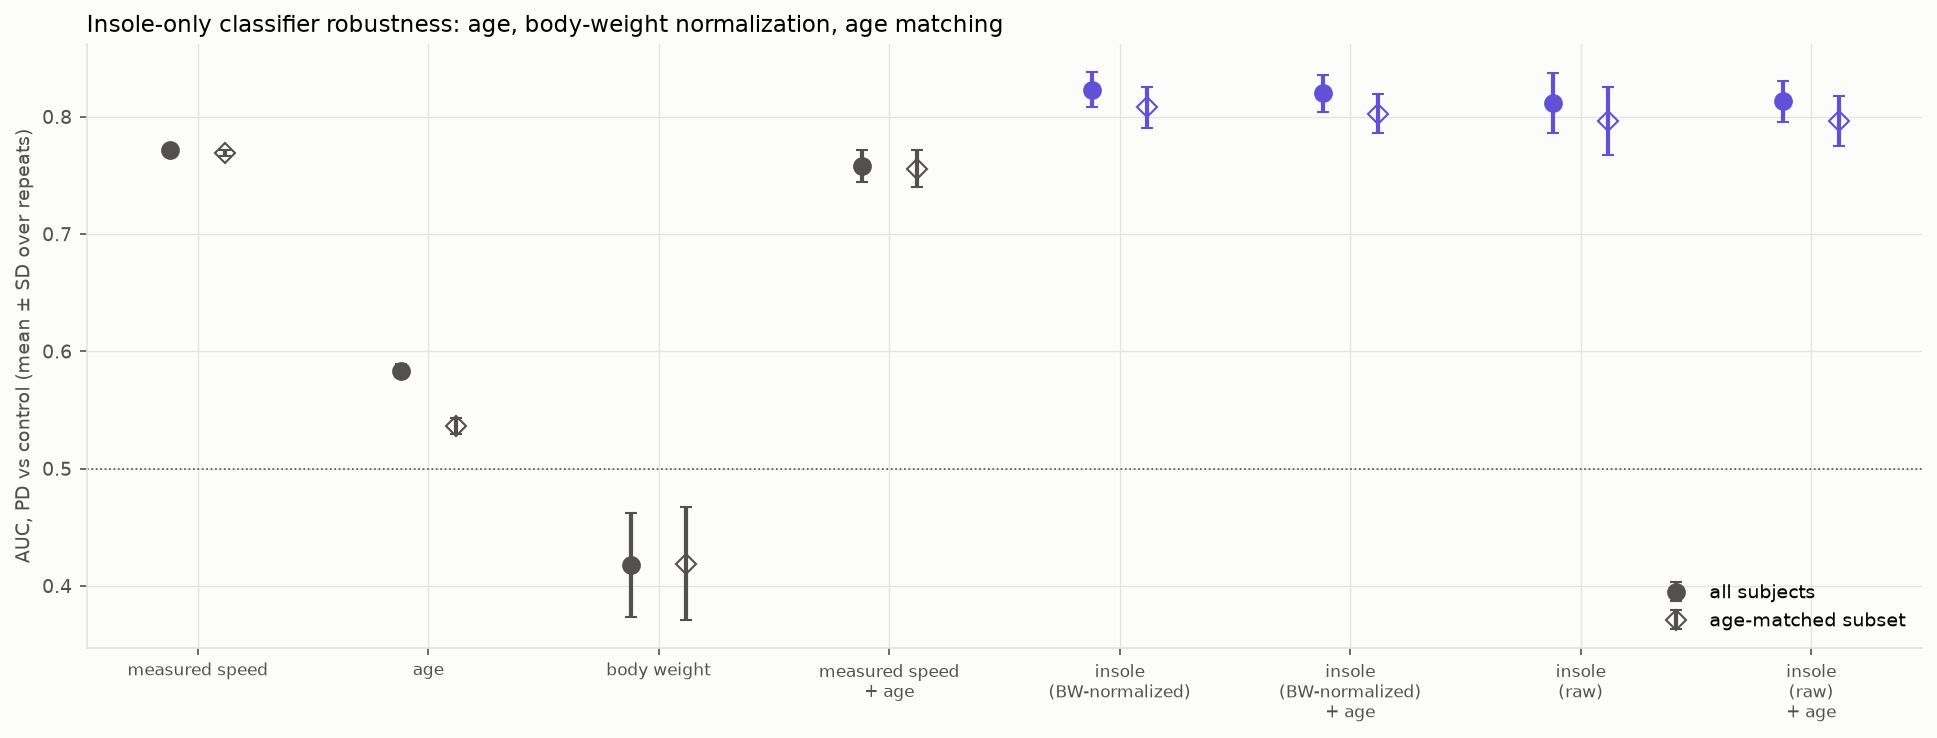 Insole-only classifier robustness: age, body-weight normalization, age matching
AUC, PD vs control (mean ± SD over repeats)
0.8
0.7
0.6
0.5
0.4
all subjects
age-matched subset
measured speed
age
body weight
measured speed
+ age
insole
(BW-normalized)
insole
(BW-normalized)
+ age
insole
(raw)
insole
(raw)
+ age